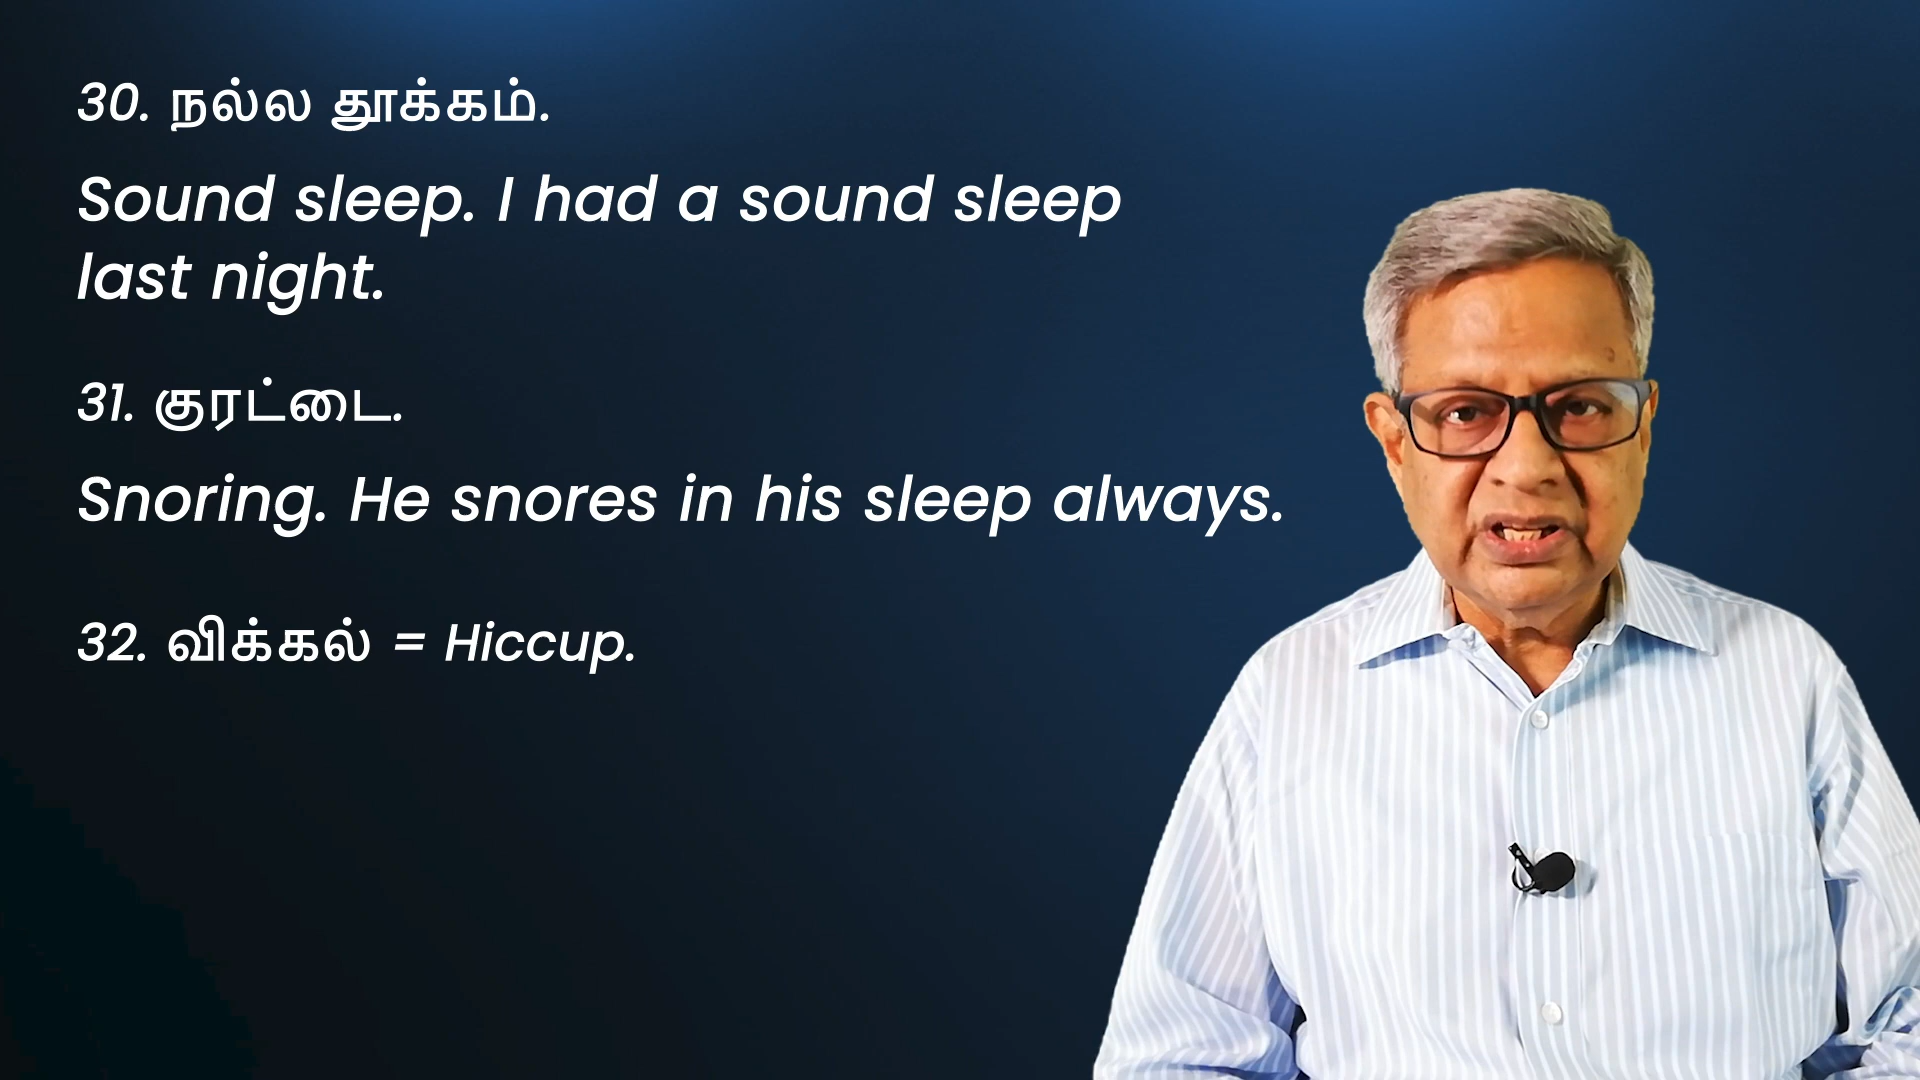 30. நல்ல தூக்கம்.
Sound sleep. I had a sound sleep
last night.
31. குரட்டை.
Snoring. He snores in his sleep always.
32. விக்கல் = Hiccup.